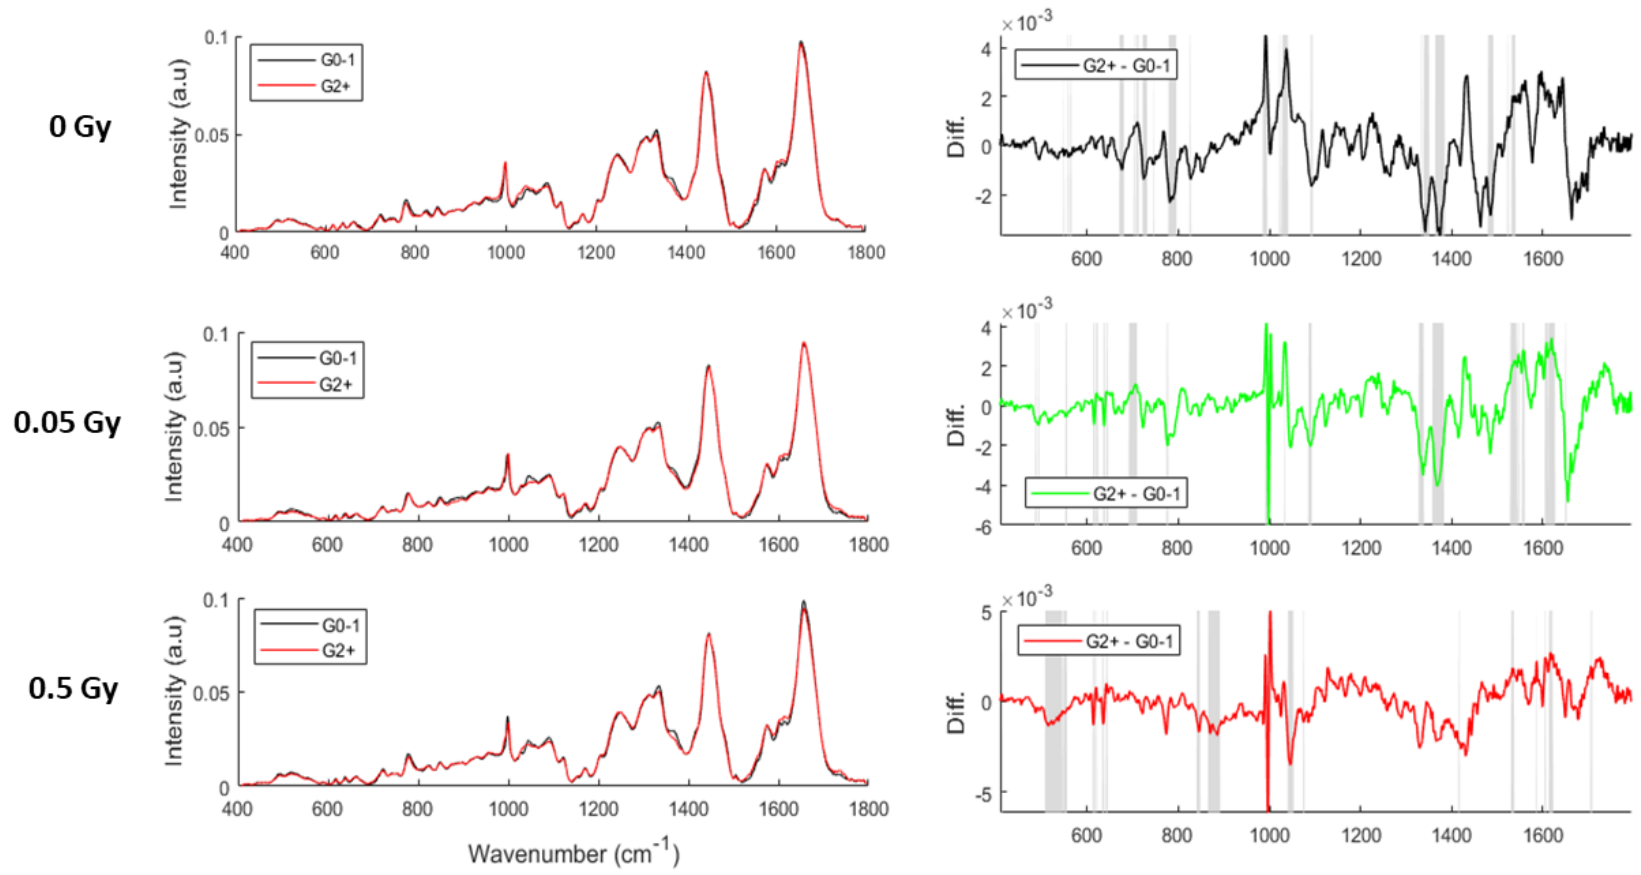 0 Gy
Intensity (a.u)
0.1
0.05
0
G0-1
G2+
400 600 800 1000 1200 1400 1600 1800
×10⁻³
Diff.
4
2
0
-2
G2+ - G0-1
600 800 1000 1200 1400 1600
0.05 Gy
Intensity (a.u)
0.1
0.05
0
G0-1
G2+
400 600 800 1000 1200 1400 1600 1800
×10⁻³
Diff.
4
2
0
-2
-4
-6
G2+ - G0-1
600 800 1000 1200 1400 1600
0.5 Gy
Intensity (a.u)
0.1
0.05
0
G0-1
G2+
400 600 800 1000 1200 1400 1600 1800
Wavenumber (cm⁻¹)
×10⁻³
Diff.
5
0
-5
G2+ - G0-1
600 800 1000 1200 1400 1600